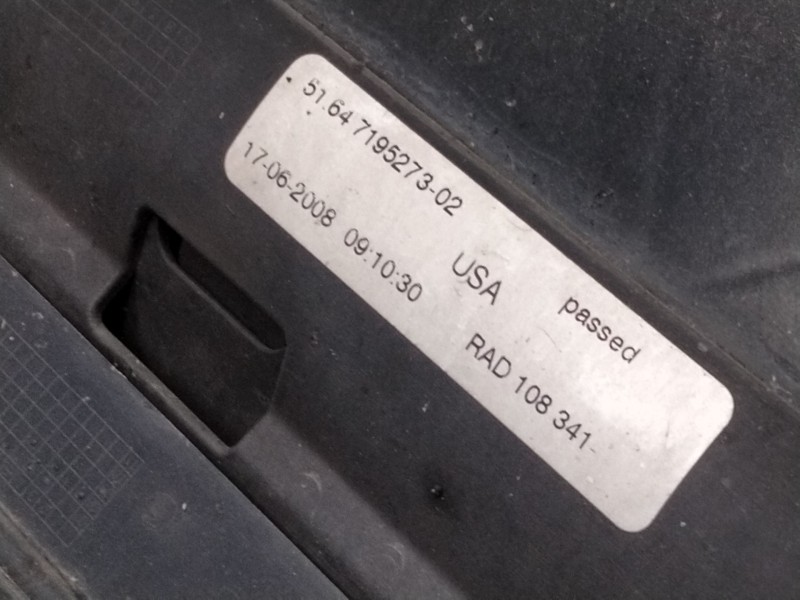 51.64 7195273-02 USA passed
17-06-2008 09:10:30 RAD 108 341